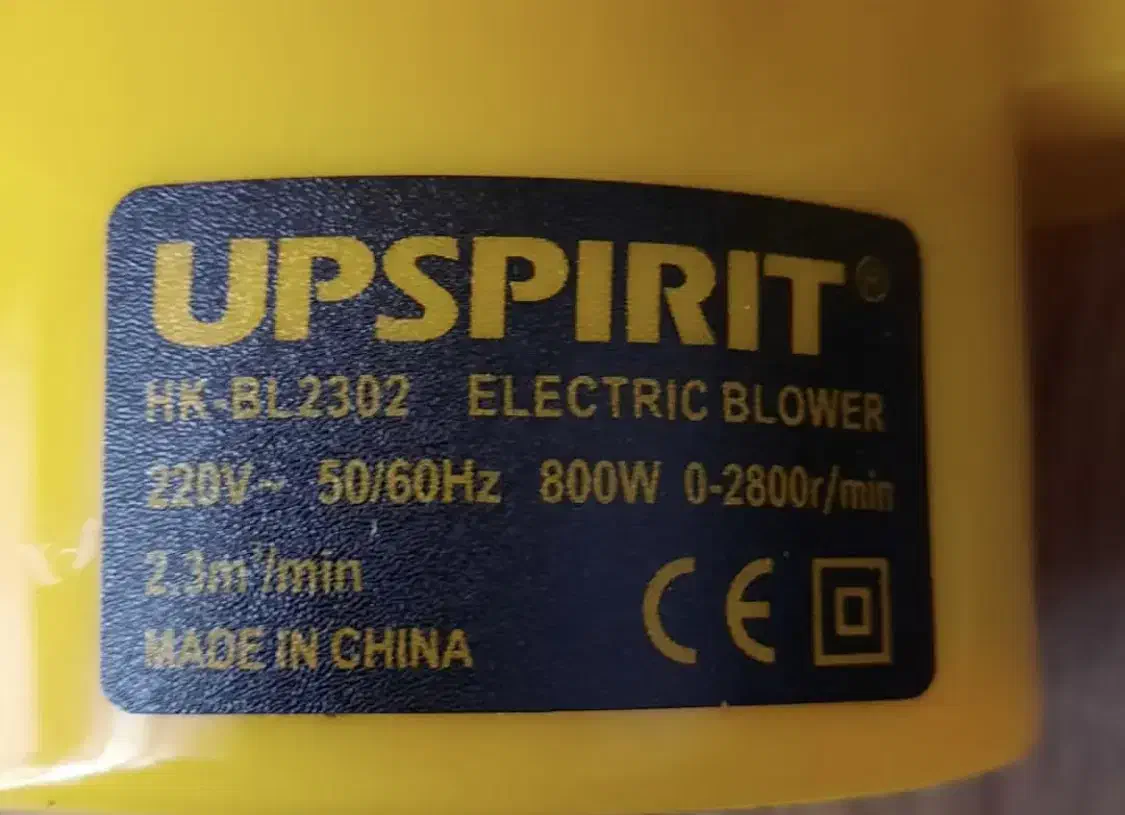 UPSPIRIT®
HK-BL2302 ELECTRIC BLOWER
220V~ 50/60Hz 800W 0-2800r/min
2.3m³/min
MADE IN CHINA CE